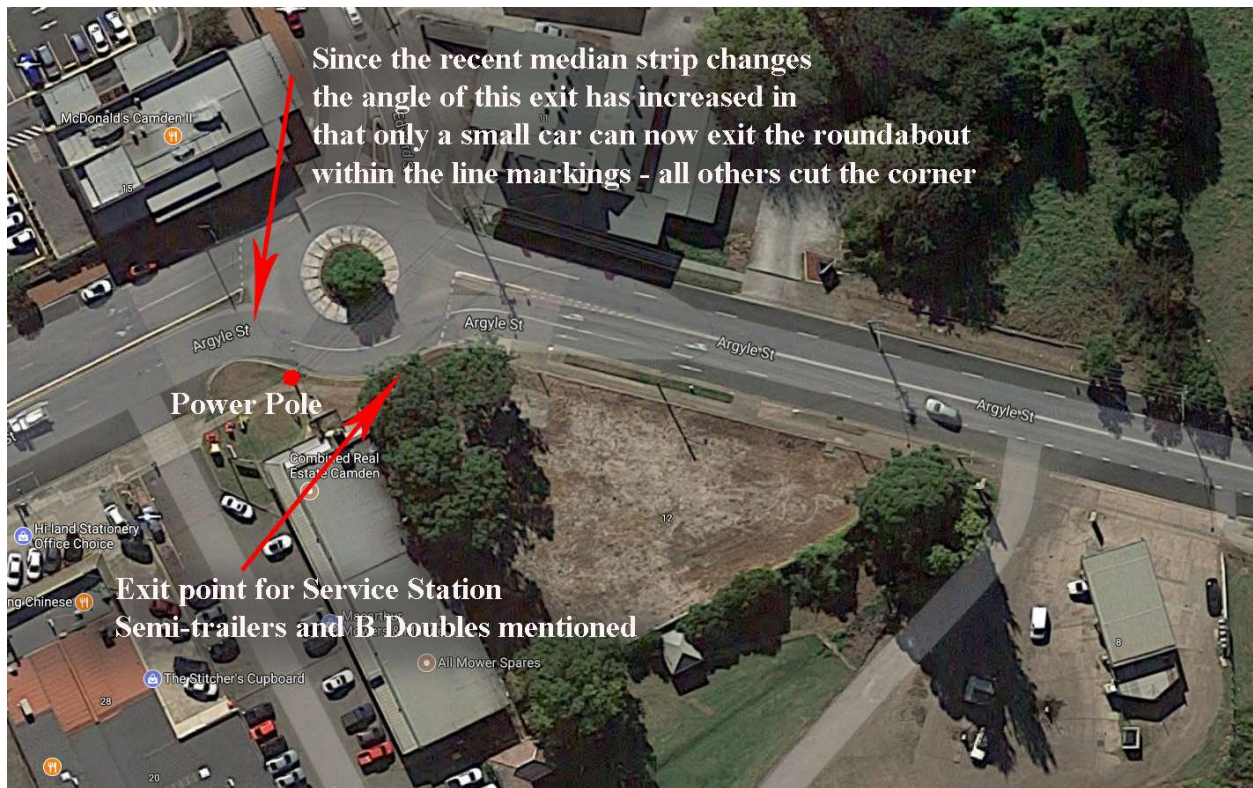 Since the recent median strip changes
the angle of this exit has increased in
that only a small car can now exit the roundabout
within the line markings - all others cut the corner
McDonald's Camden II
11
15
Argyle St
Argyle St
Argyle St
Argyle St
Power Pole
Combined Real
Estate Camden
12
Hi-land Stationery
Office Choice
Exit point for Service Station
ng Chinese
Semi-trailers and B Doubles mentioned
8
All Mower Spares
The Stitcher's Cupboard
28
20